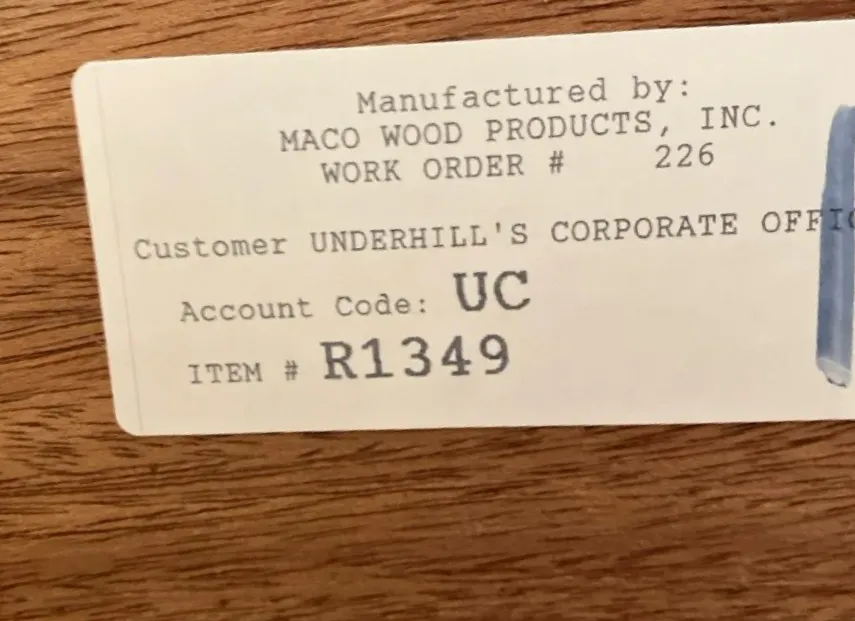 Manufactured by:
MACO WOOD PRODUCTS, INC.
WORK ORDER # 226
Customer UNDERHILL'S CORPORATE
Account Code: UC
ITEM # R1349